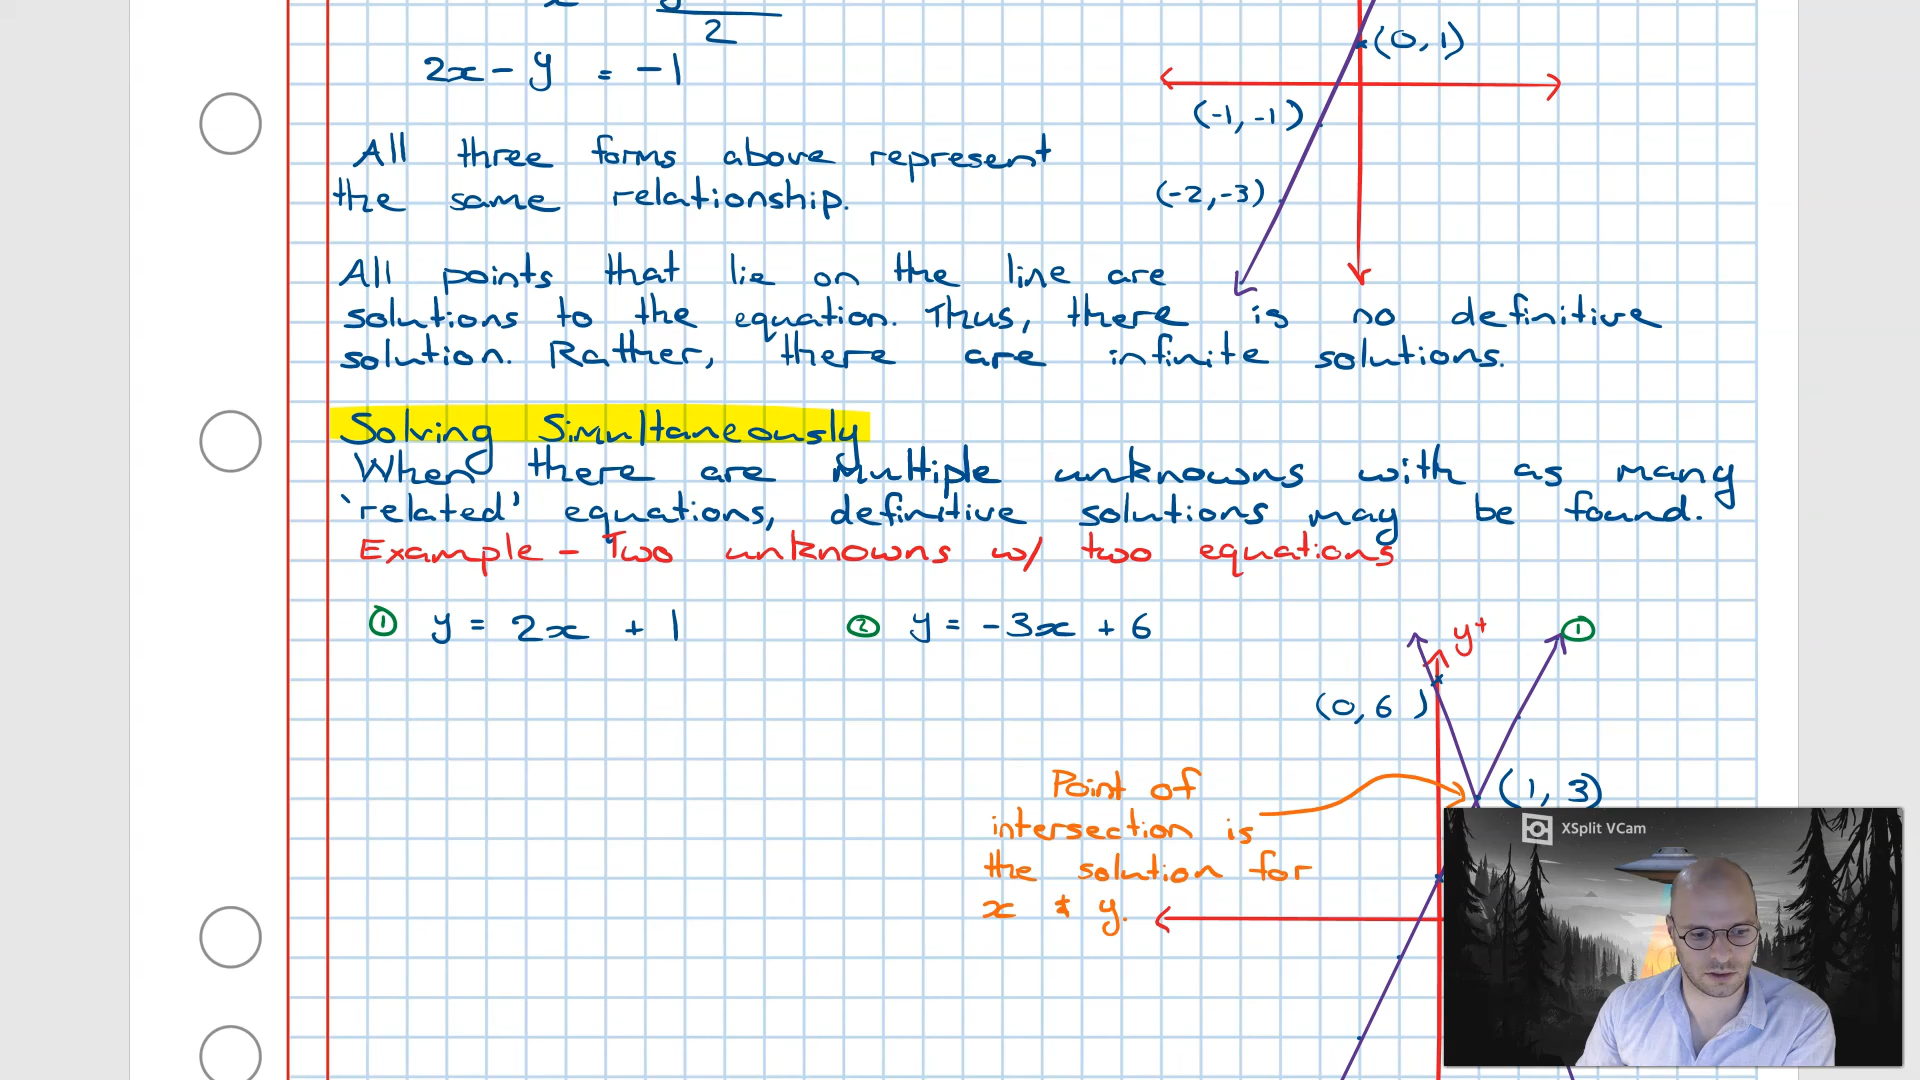 2
2x - y = -1
(0, 1)
(-1, -1)
(-2, -3)
All three forms above represent
the same relationship.
All points that lie on the line are
solutions to the equation. Thus, there is no definitive
solution. Rather, there are infinite solutions.
Solving Simultaneously
When there are multiple unknowns with as many
'related' equations, definitive solutions may be found.
Example - Two unknowns w/ two equations
① y = 2x + 1
② y = -3x + 6
y+
①
(0, 6)
(1, 3)
Point of
intersection is
the solution for
x & y.
XSplit VCam